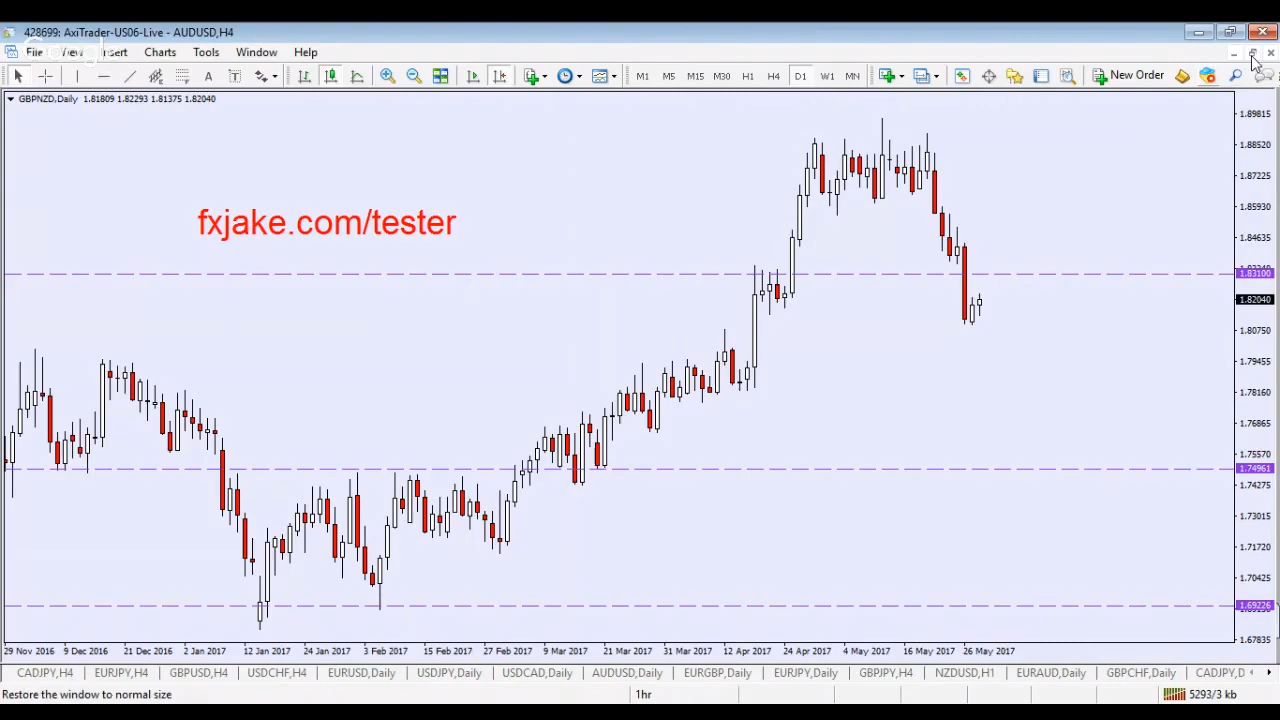 428699: AxiTrader-US06-Live - AUDUSD,H4
File View Insert Charts Tools Window Help
M1 M5 M15 M30 H1 H4 D1 W1 MN New Order
GBPNZD,Daily 1.81809 1.82293 1.81375 1.82040
1.89815
1.88520
1.87225
fxjake.com/tester
1.85930
1.84635
1.83100
1.82040
1.80750
1.79455
1.78160
1.76865
1.75570
1.74961
1.74275
1.73015
1.71720
1.70425
1.69226
1.67835
29 Nov 2016 9 Dec 2016 21 Dec 2016 2 Jan 2017 12 Jan 2017 24 Jan 2017 3 Feb 2017 15 Feb 2017 27 Feb 2017 9 Mar 2017 21 Mar 2017 31 Mar 2017 12 Apr 2017 24 Apr 2017 4 May 2017 16 May 2017 26 May 2017
CADJPY,H4 EURJPY,H4 GBPUSD,H4 USDCHF,H4 EURUSD,Daily USDJPY,Daily USDCAD,Daily AUDUSD,Daily EURGBP,Daily EURJPY,Daily GBPJPY,H4 NZDUSD,H1 EURAUD,Daily GBPCHF,Daily CADJPY,D
Restore the window to normal size 1hr 5293/3 kb